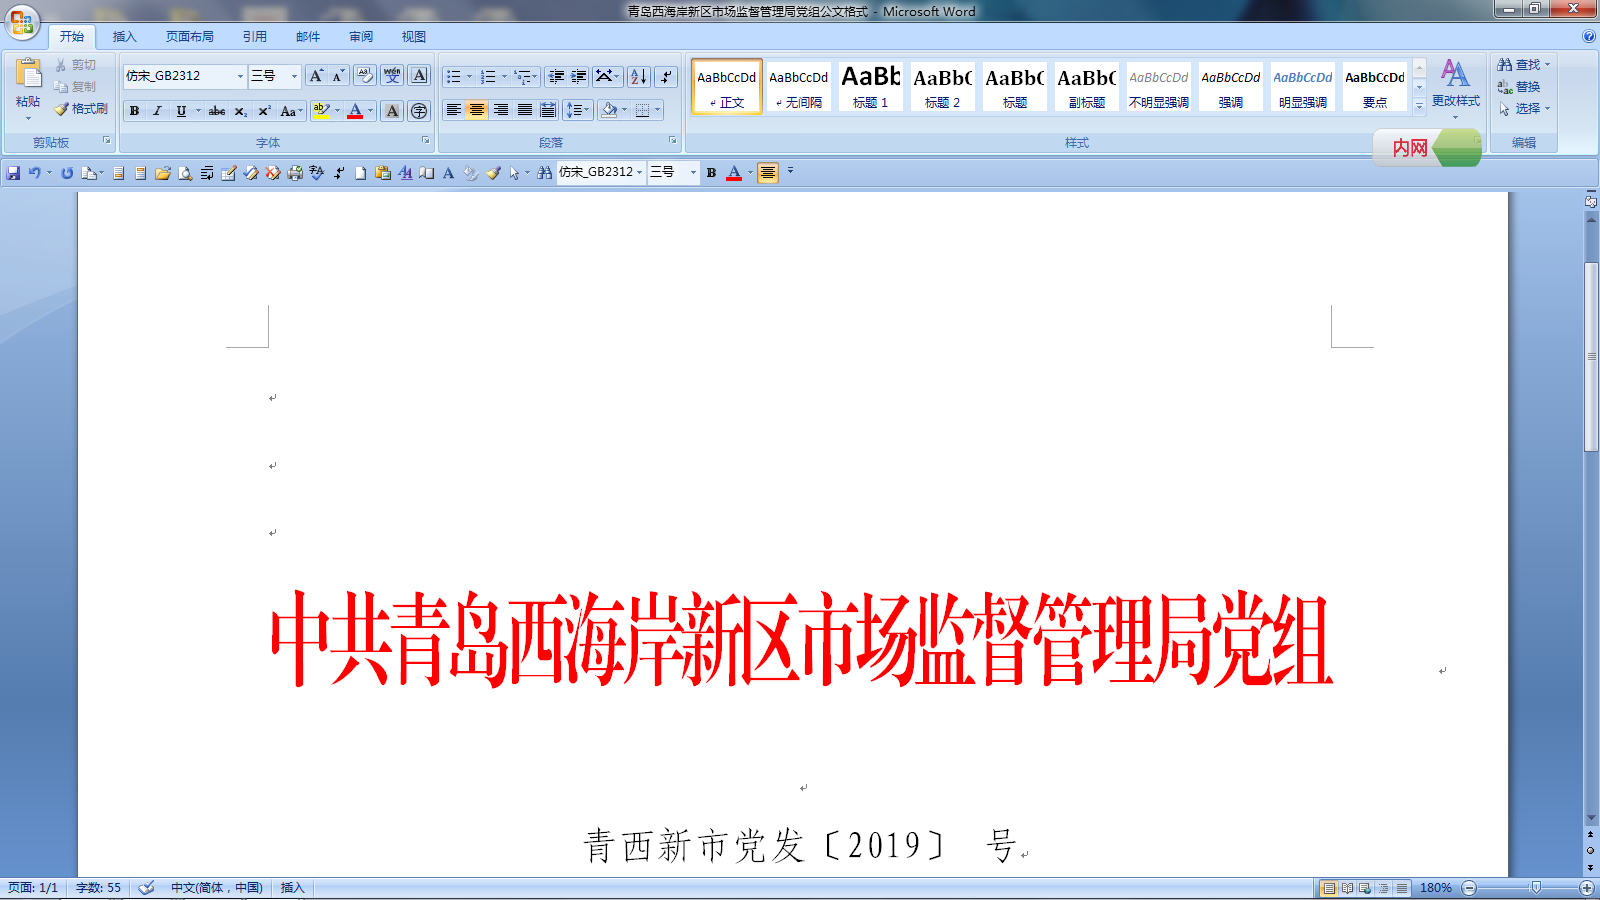 青岛西海岸新区市场监督管理局党组公文格式 - Microsoft Word
开始 插入 页面布局 引用 邮件 审阅 视图
粘贴 剪切 复制 格式刷
仿宋_GB2312 三号
AaBbCcDd AaBbCcDd AaBb AaBbC AaBbC AaBbC AaBbCcDd AaBbCcDd AaBbCcDd AaBbCcDd
正文 无间隔 标题 1 标题 2 标题 副标题 不明显强调 强调 明显强调 要点
更改样式
查找 替换 选择
剪贴板 字体 段落 样式 编辑
内网
仿宋_GB2312 三号
中共青岛西海岸新区市场监督管理局党组
青西新市党发〔2019〕 号
页面: 1/1 字数: 55 中文(简体，中国) 插入 180%